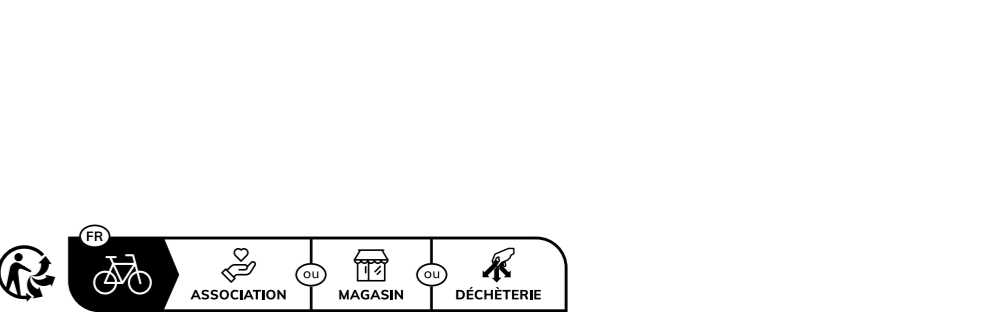 FR
ou
ou
ASSOCIATION
MAGASIN
DÉCHÈTERIE